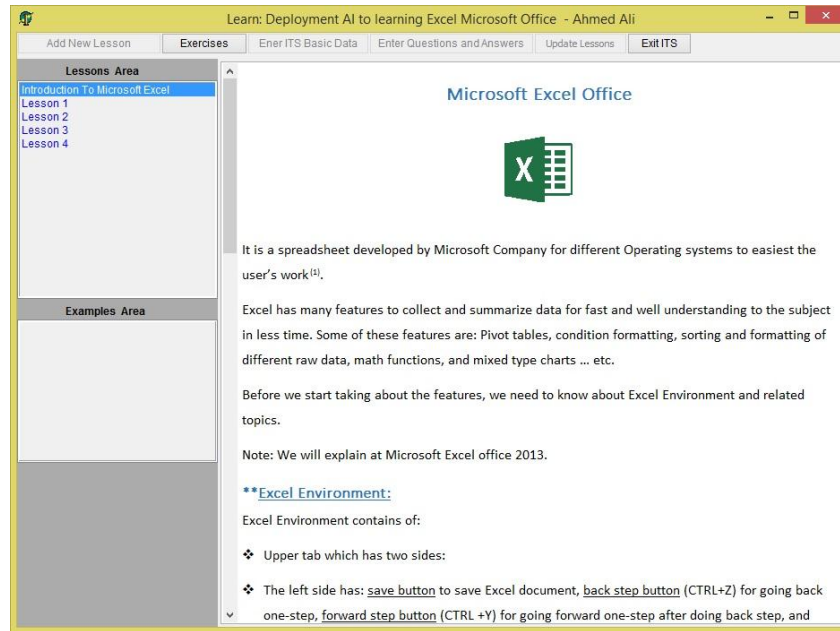 Learn: Deployment AI to learning Excel Microsoft Office - Ahmed Ali
Add New Lesson Exercises Ener ITS Basic Data Enter Questions and Answers Update Lessons Exit ITS
Lessons Area
Introduction To Microsoft Excel
Lesson 1
Lesson 2
Lesson 3
Lesson 4
Examples Area
Microsoft Excel Office
X
It is a spreadsheet developed by Microsoft Company for different Operating systems to easiest the
user's work (1).
Excel has many features to collect and summarize data for fast and well understanding to the subject
in less time. Some of these features are: Pivot tables, condition formatting, sorting and formatting of
different raw data, math functions, and mixed type charts ... etc.
Before we start taking about the features, we need to know about Excel Environment and related
topics.
Note: We will explain at Microsoft Excel office 2013.
**Excel Environment:
Excel Environment contains of:
❖ Upper tab which has two sides:
❖ The left side has: save button to save Excel document, back step button (CTRL+Z) for going back
one-step, forward step button (CTRL +Y) for going forward one-step after doing back step, and